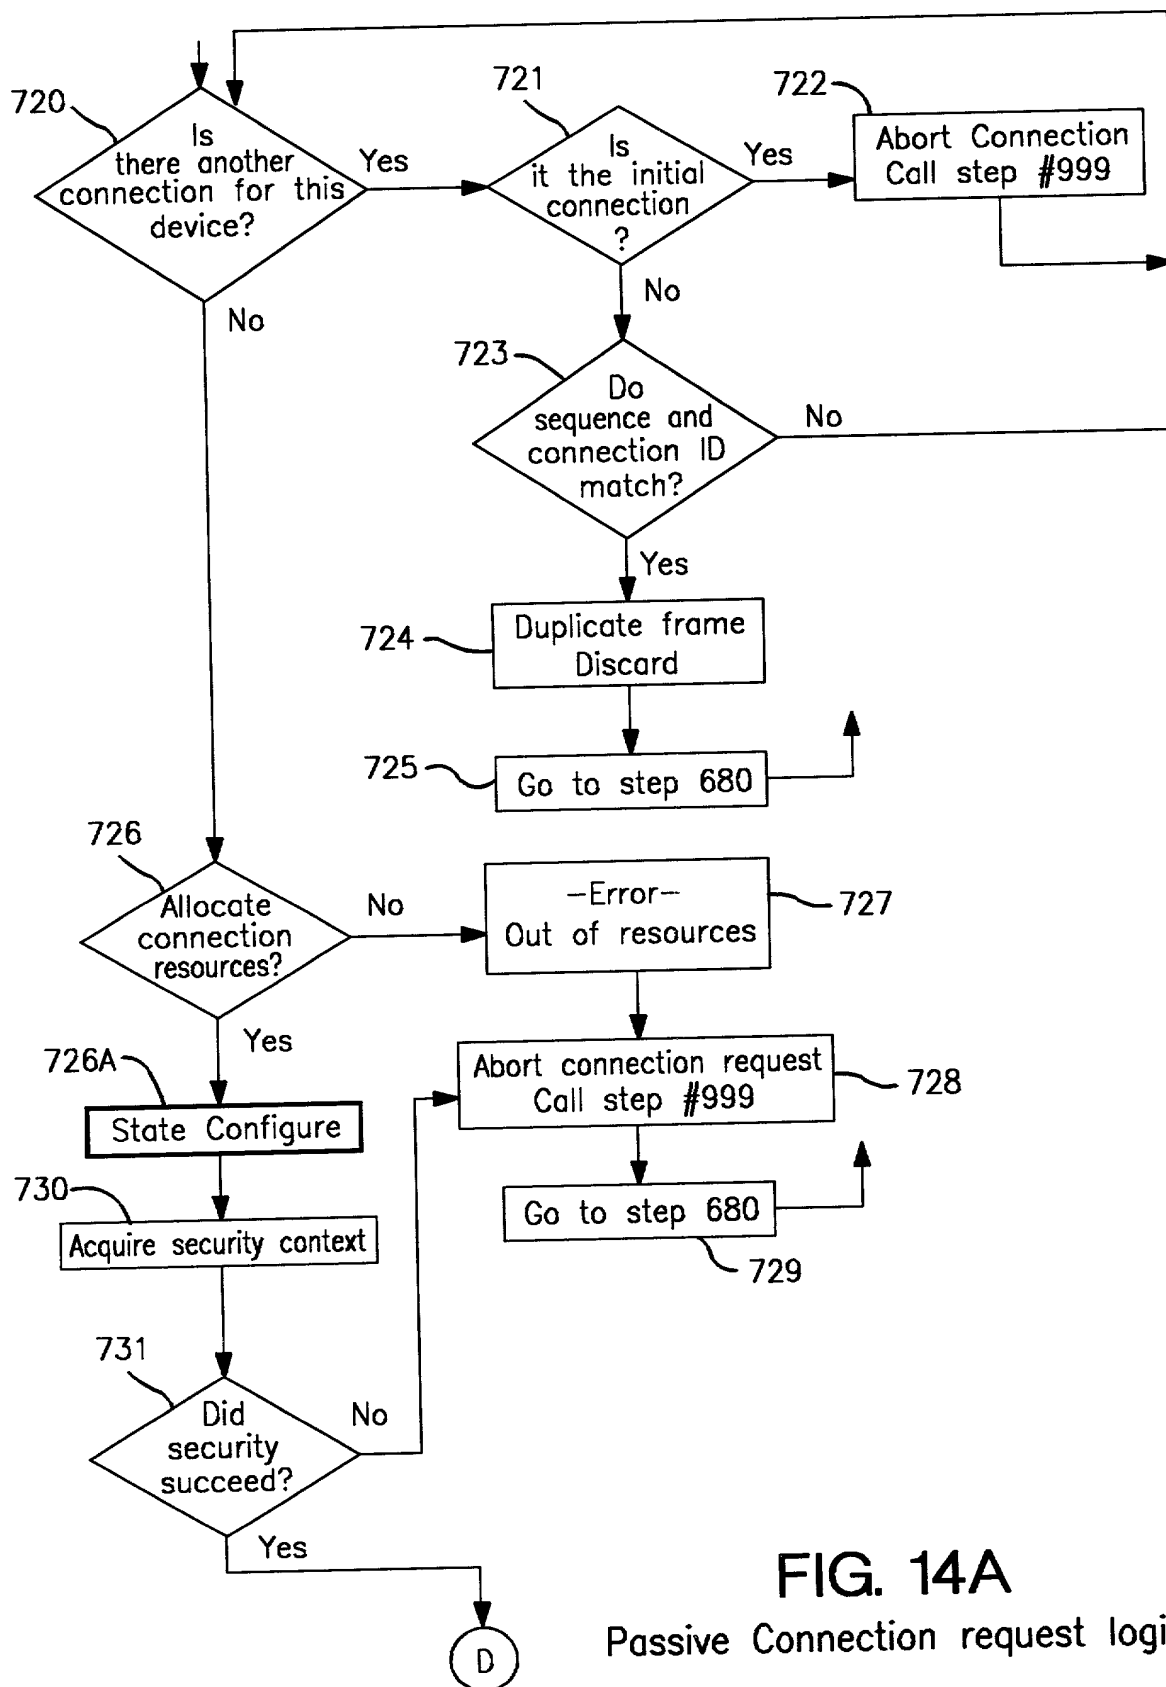 720
Is
there another
connection for this
device?
Yes
No
721
Is
it the initial
connection
?
Yes
No
722
Abort Connection
Call step #999
723
Do
sequence and
connection ID
match?
No
Yes
724
Duplicate frame
Discard
725
Go to step 680
726
Allocate
connection
resources?
No
Yes
727
-Error-
Out of resources
726A
State Configure
Abort connection request
Call step #999
728
730
Acquire security context
Go to step 680
729
731
Did
security
succeed?
No
Yes
D
FIG. 14A
Passive Connection request logi